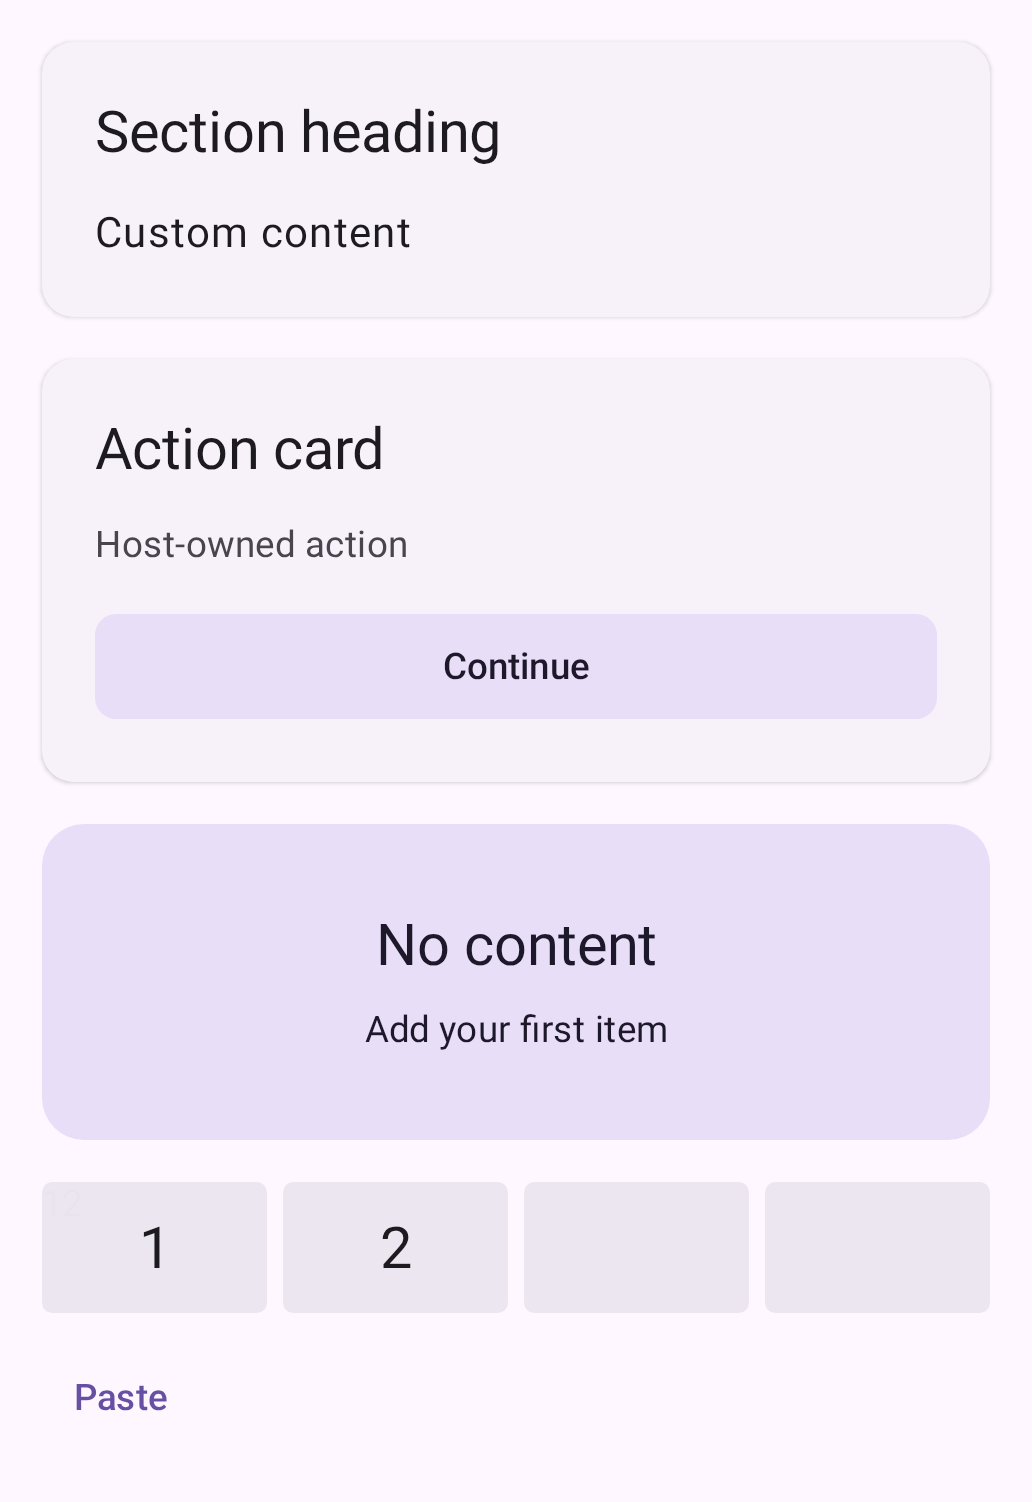 Section heading
Custom content
Action card
Host-owned action
Continue
No content
Add your first item
12
1
2
Paste